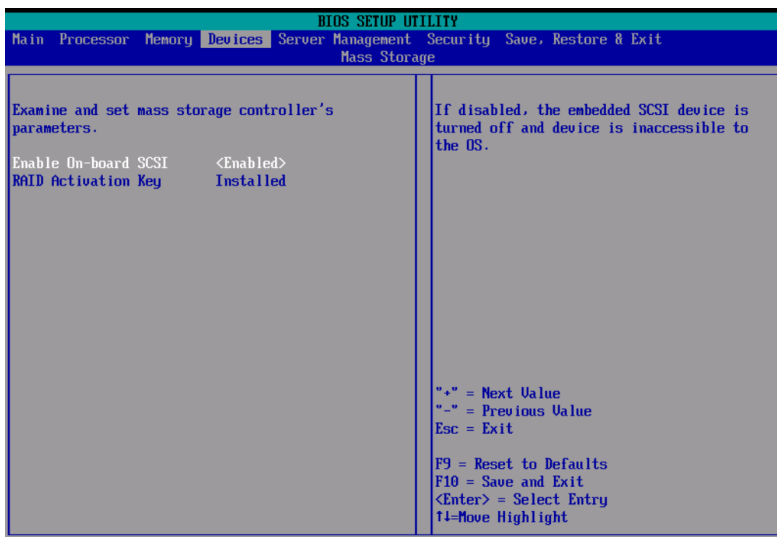 BIOS SETUP UTILITY
Main Processor Memory Devices Server Management Security Save, Restore & Exit
Mass Storage
Examine and set mass storage controller's
parameters.
Enable On-board SCSI <Enabled>
RAID Activation Key Installed
If disabled, the embedded SCSI device is
turned off and device is inaccessible to
the OS.
"+" = Next Value
"-" = Previous Value
Esc = Exit
F9 = Reset to Defaults
F10 = Save and Exit
<Enter> = Select Entry
↑↓=Move Highlight